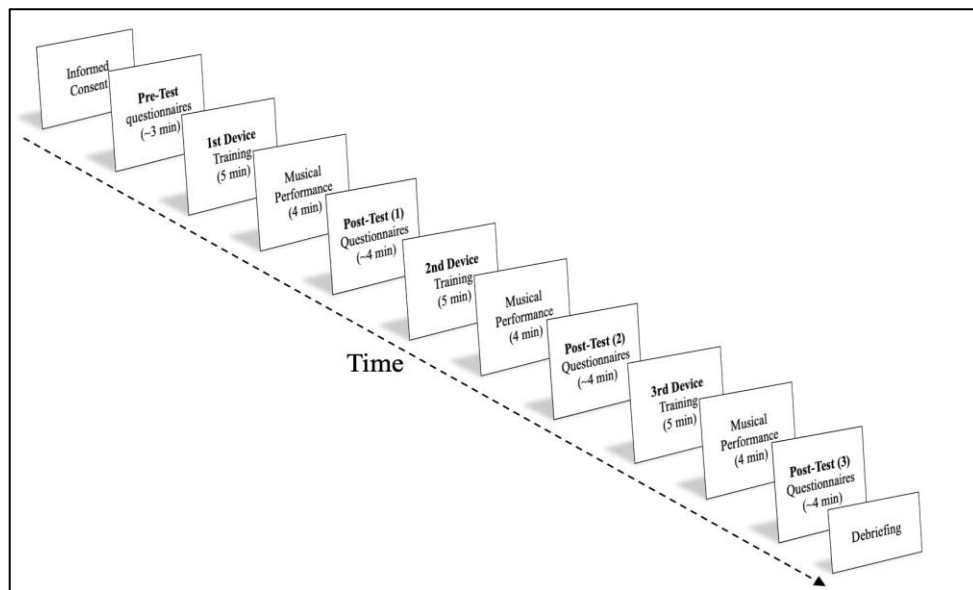 Informed
Consent
Pre-Test
questionnaires
(~3 min)
1st Device
Training
(5 min)
Musical
Performance
(4 min)
Post-Test (1)
Questionnaires
(~4 min)
2nd Device
Training
(5 min)
Musical
Performance
(4 min)
Post-Test (2)
Questionnaires
(~4 min)
3rd Device
Training
(5 min)
Musical
Performance
(4 min)
Post-Test (3)
Questionnaires
(~4 min)
Debriefing
Time